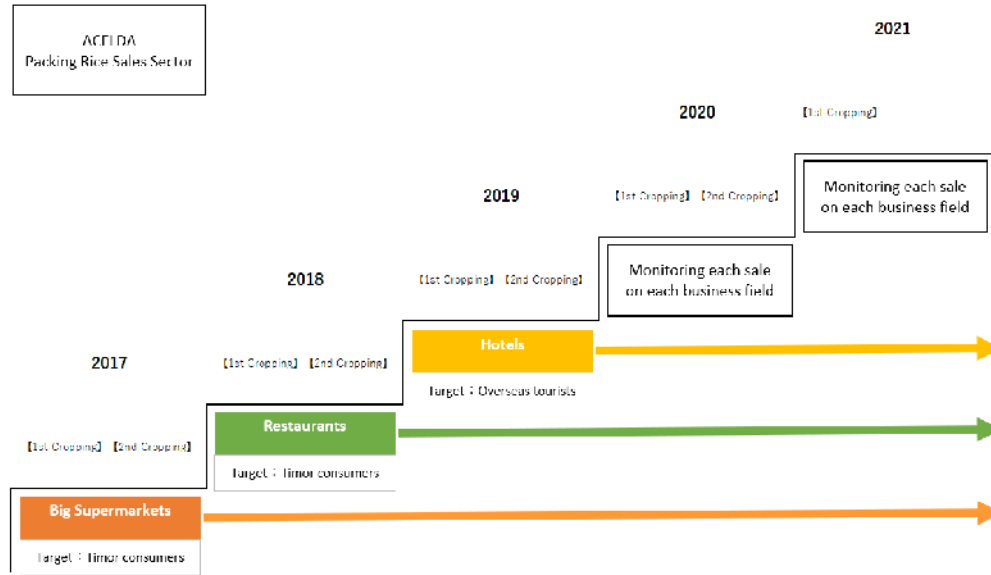 ACELDA
Packing Rice Sales Sector
2021
【1st Cropping】
Monitoring each sale
on each business field
2020
【1st Cropping】【2nd Cropping】
Monitoring each sale
on each business field
2019
【1st Cropping】【2nd Cropping】
Hotels
Target：Overseas tourists
2018
【1st Cropping】【2nd Cropping】
Restaurants
Target：Timor consumers
2017
【1st Cropping】【2nd Cropping】
Big Supermarkets
Target：Timor consumers